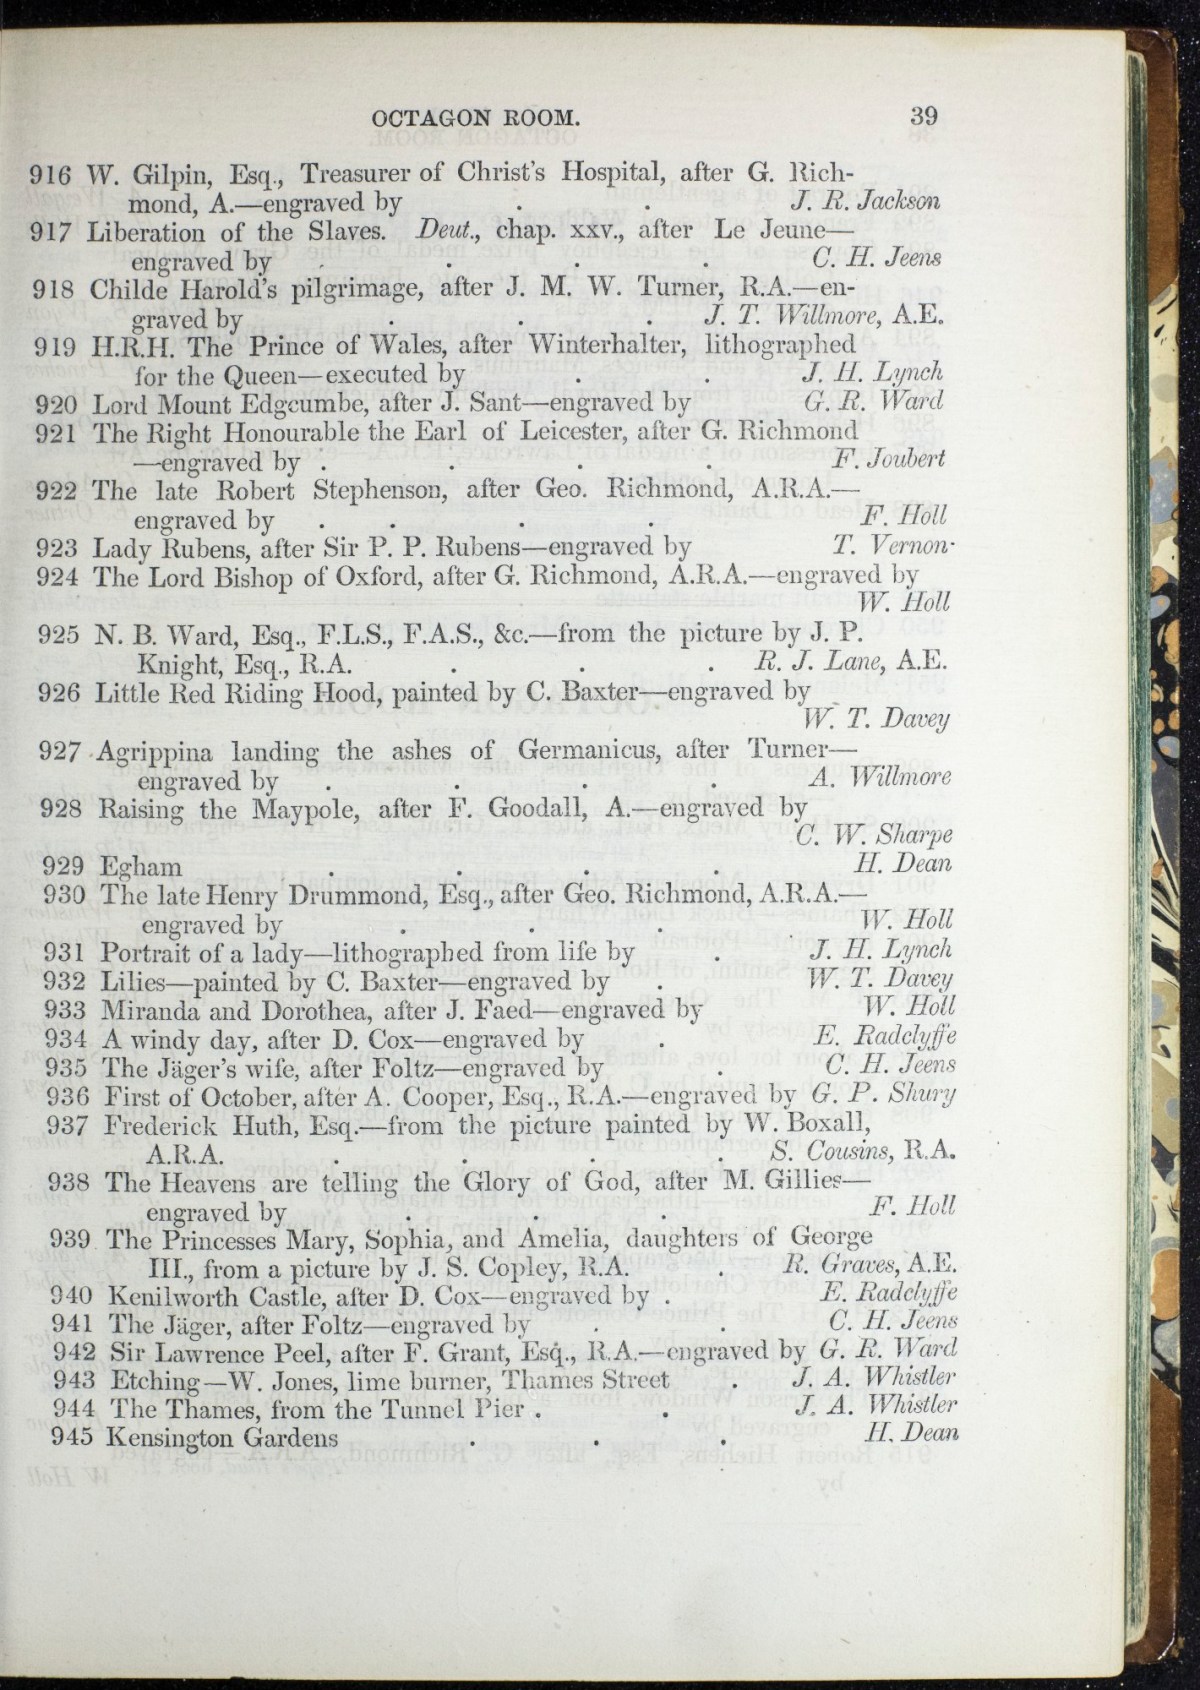 OCTAGON ROOM. 39
916 W. Gilpin, Esq., Treasurer of Christ's Hospital, after G. Rich-
mond, A.—engraved by . . J. R. Jackson
917 Liberation of the Slaves. Deut., chap. xxv., after Le Jeune—
engraved by . . . . C. H. Jeens
918 Childe Harold's pilgrimage, after J. M. W. Turner, R.A.—en-
graved by . . . J. T. Willmore, A.E.
919 H.R.H. The Prince of Wales, after Winterhalter, lithographed
for the Queen—executed by . . J. H. Lynch
920 Lord Mount Edgcumbe, after J. Sant—engraved by G. R. Ward
921 The Right Honourable the Earl of Leicester, after G. Richmond
—engraved by . . . . F. Joubert
922 The late Robert Stephenson, after Geo. Richmond, A.R.A.—
engraved by . . . . F. Holl
923 Lady Rubens, after Sir P. P. Rubens—engraved by T. Vernon
924 The Lord Bishop of Oxford, after G. Richmond, A.R.A.—engraved by
W. Holl
925 N. B. Ward, Esq., F.L.S., F.A.S., &c.—from the picture by J. P.
Knight, Esq., R.A. . . . R. J. Lane, A.E.
926 Little Red Riding Hood, painted by C. Baxter—engraved by
W. T. Davey
927 Agrippina landing the ashes of Germanicus, after Turner—
engraved by . . . . A. Willmore
928 Raising the Maypole, after F. Goodall, A.—engraved by
C. W. Sharpe
929 Egham . . . . H. Dean
930 The late Henry Drummond, Esq., after Geo. Richmond, A.R.A.—
engraved by . . . W. Holl
931 Portrait of a lady—lithographed from life by . J. H. Lynch
932 Lilies—painted by C. Baxter—engraved by . W. T. Davey
933 Miranda and Dorothea, after J. Faed—engraved by W. Holl
934 A windy day, after D. Cox—engraved by . E. Radclyffe
935 The Jäger's wife, after Foltz—engraved by . C. H. Jeens
936 First of October, after A. Cooper, Esq., R.A.—engraved by G. P. Shury
937 Frederick Huth, Esq.—from the picture painted by W. Boxall,
A.R.A. . . . . S. Cousins, R.A.
938 The Heavens are telling the Glory of God, after M. Gillies—
engraved by . . . F. Holl
939 The Princesses Mary, Sophia, and Amelia, daughters of George
III., from a picture by J. S. Copley, R.A. . R. Graves, A.E.
940 Kenilworth Castle, after D. Cox—engraved by . E. Radclyffe
941 The Jäger, after Foltz—engraved by . . C. H. Jeens
942 Sir Lawrence Peel, after F. Grant, Esq., R.A.—engraved by G. R. Ward
943 Etching—W. Jones, lime burner, Thames Street . J. A. Whistler
944 The Thames, from the Tunnel Pier . . J. A. Whistler
945 Kensington Gardens . . . H. Dean